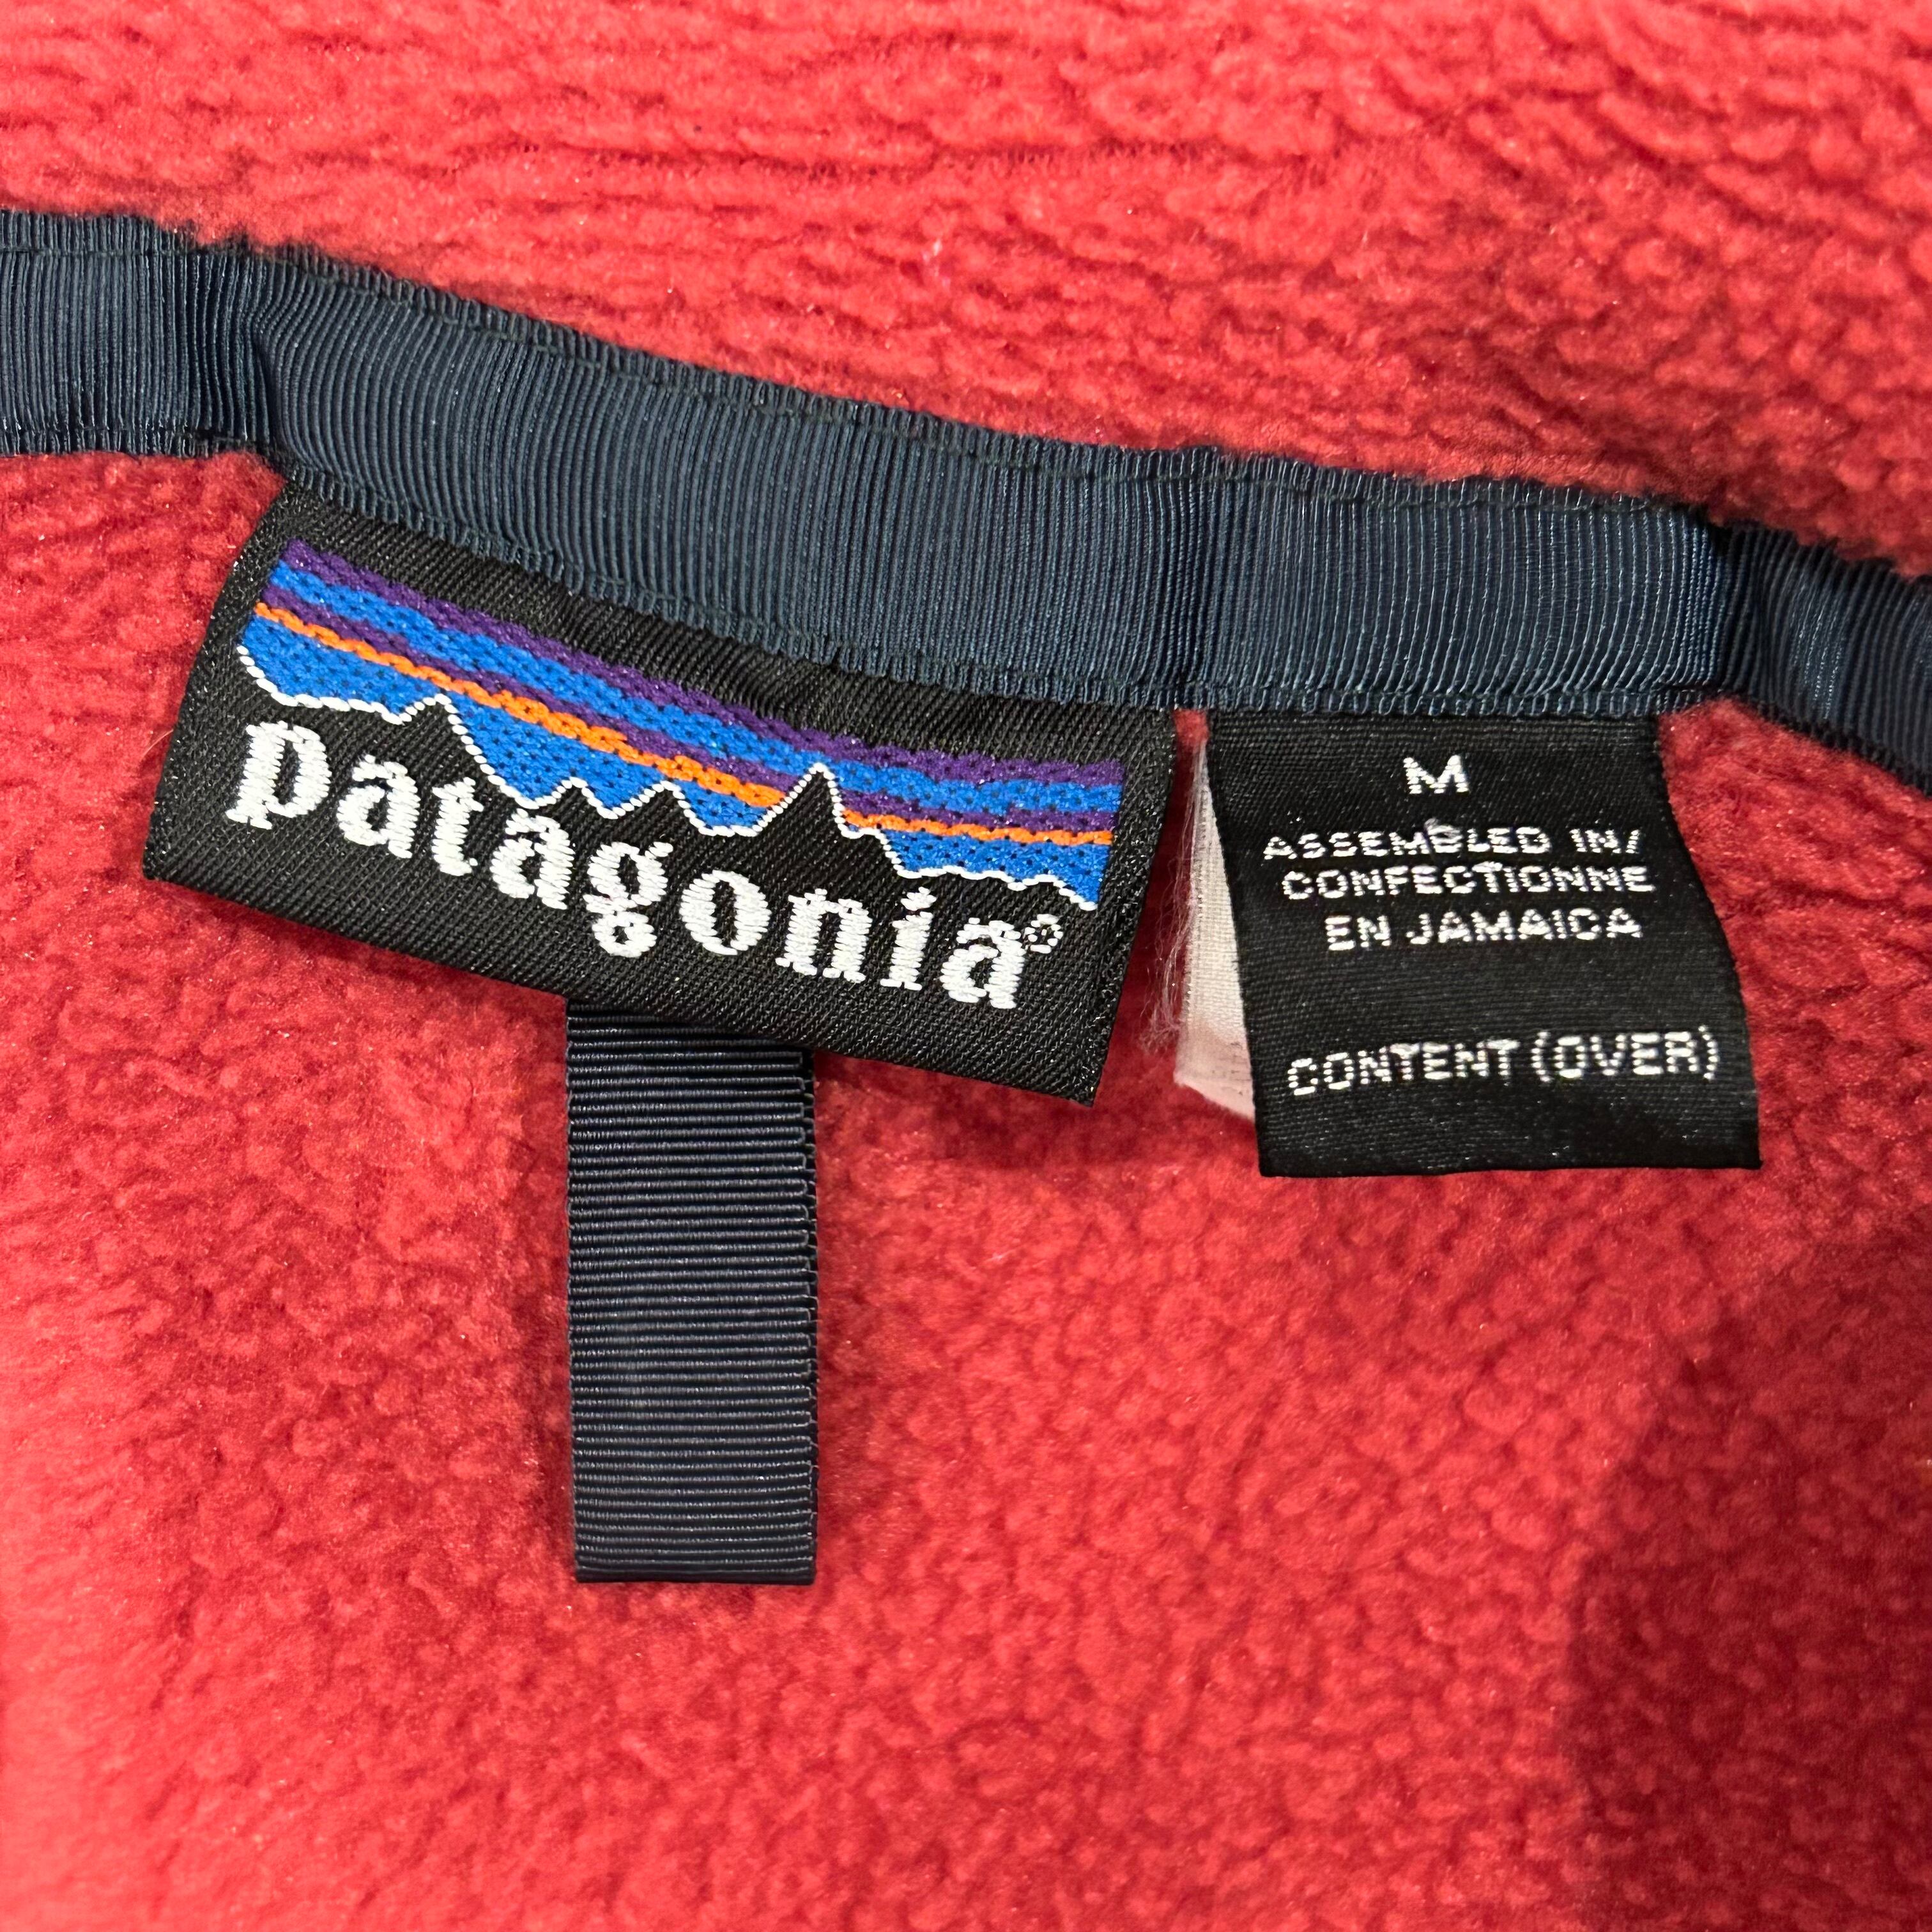 patagonia®
M
ASSEMBLED IN/
CONFECTIONNE
EN JAMAICA
CONTENT (OVER)